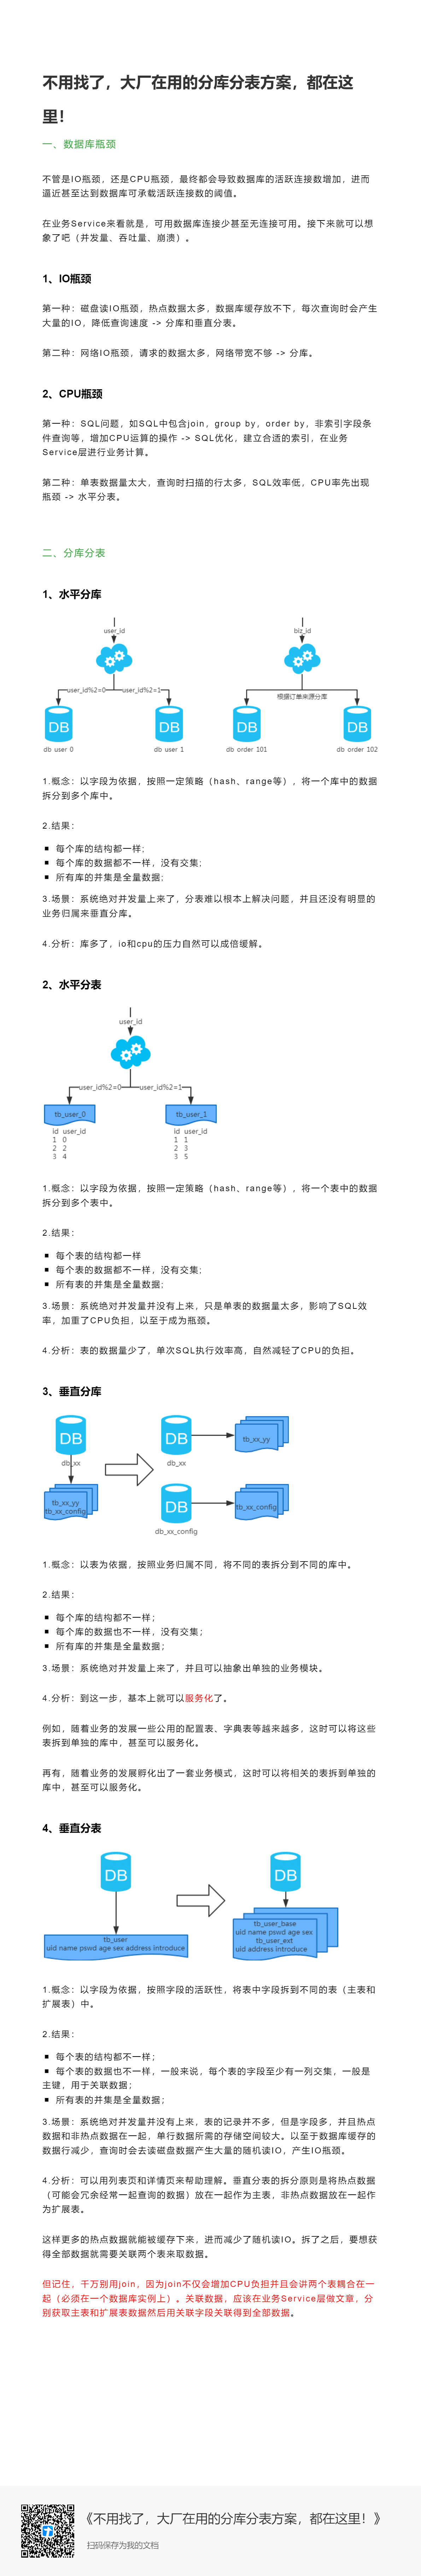 不用找了，大厂在用的分库分表方案，都在这
里！
一、数据库瓶颈
不管是IO瓶颈，还是CPU瓶颈，最终都会导致数据库的活跃连接数增加，进而
逼近甚至达到数据库可承载活跃连接数的阈值。
在业务Service来看就是，可用数据库连接少甚至无连接可用。接下来就可以想
象了吧（并发量、吞吐量、崩溃）。
1、IO瓶颈
第一种：磁盘读IO瓶颈，热点数据太多，数据库缓存放不下，每次查询时会产生
大量的IO，降低查询速度 -> 分库和垂直分表。
第二种：网络IO瓶颈，请求的数据太多，网络带宽不够 -> 分库。
2、CPU瓶颈
第一种：SQL问题，如SQL中包含join，group by，order by，非索引字段条
件查询等，增加CPU运算的操作 -> SQL优化，建立合适的索引，在业务
Service层进行业务计算。
第二种：单表数据量太大，查询时扫描的行太多，SQL效率低，CPU率先出现
瓶颈 -> 水平分表。
二、分库分表
1、水平分库
user_id biz_id
user_id%2=0 user_id%2=1 根据订单来源分库
DB DB DB DB
db user 0 db user 1 db order 101 db order 102
1.概念：以字段为依据，按照一定策略（hash、range等），将一个库中的数据
拆分到多个库中。
2.结果：
■ 每个库的结构都一样;
■ 每个库的数据都不一样，没有交集;
■ 所有库的并集是全量数据;
3.场景：系统绝对并发量上来了，分表难以根本上解决问题，并且还没有明显的
业务归属来垂直分库。
4.分析：库多了，io和cpu的压力自然可以成倍缓解。
2、水平分表
user_id
user_id%2=0 user_id%2=1
tb_user_0 tb_user_1
id user_id id user_id
1 0 1 1
2 2 2 3
3 4 3 5
1.概念：以字段为依据，按照一定策略（hash、range等），将一个表中的数据
拆分到多个表中。
2.结果：
■ 每个表的结构都一样
■ 每个表的数据都不一样，没有交集;
■ 所有表的并集是全量数据;
3.场景：系统绝对并发量并没有上来，只是单表的数据量太多，影响了SQL效
率，加重了CPU负担，以至于成为瓶颈。
4.分析：表的数据量少了，单次SQL执行效率高，自然减轻了CPU的负担。
3、垂直分库
DB DB tb_xx_yy
db_xx db_xx
tb_xx_yy DB tb_xx_config
tb_xx_config
db_xx_config
1.概念：以表为依据，按照业务归属不同，将不同的表拆分到不同的库中。
2.结果：
■ 每个库的结构都不一样；
■ 每个库的数据也不一样，没有交集；
■ 所有库的并集是全量数据；
3.场景：系统绝对并发量上来了，并且可以抽象出单独的业务模块。
4.分析：到这一步，基本上就可以服务化了。
例如，随着业务的发展一些公用的配置表、字典表等越来越多，这时可以将这些
表拆到单独的库中，甚至可以服务化。
再有，随着业务的发展孵化出了一套业务模式，这时可以将相关的表拆到单独的
库中，甚至可以服务化。
4、垂直分表
DB DB
tb_user tb_user_base
uid name pswd age sex address introduce uid name pswd age sex
tb_user_ext
uid address introduce
1.概念：以字段为依据，按照字段的活跃性，将表中字段拆到不同的表（主表和
扩展表）中。
2.结果：
■ 每个表的结构都不一样；
■ 每个表的数据也不一样，一般来说，每个表的字段至少有一列交集，一般是
主键，用于关联数据；
■ 所有表的并集是全量数据；
3.场景：系统绝对并发量并没有上来，表的记录并不多，但是字段多，并且热点
数据和非热点数据在一起，单行数据所需的存储空间较大。以至于数据库缓存的
数据行减少，查询时会去读磁盘数据产生大量的随机读IO，产生IO瓶颈。
4.分析：可以用列表页和详情页来帮助理解。垂直分表的拆分原则是将热点数据
（可能会冗余经常一起查询的数据）放在一起作为主表，非热点数据放在一起作
为扩展表。
这样更多的热点数据就能被缓存下来，进而减少了随机读IO。拆了之后，要想获
得全部数据就需要关联两个表来取数据。
但记住，千万别用join，因为join不仅会增加CPU负担并且会讲两个表耦合在一
起（必须在一个数据库实例上）。关联数据，应该在业务Service层做文章，分
别获取主表和扩展表数据然后用关联字段关联得到全部数据。
《不用找了，大厂在用的分库分表方案，都在这里！》
扫码保存为我的文档